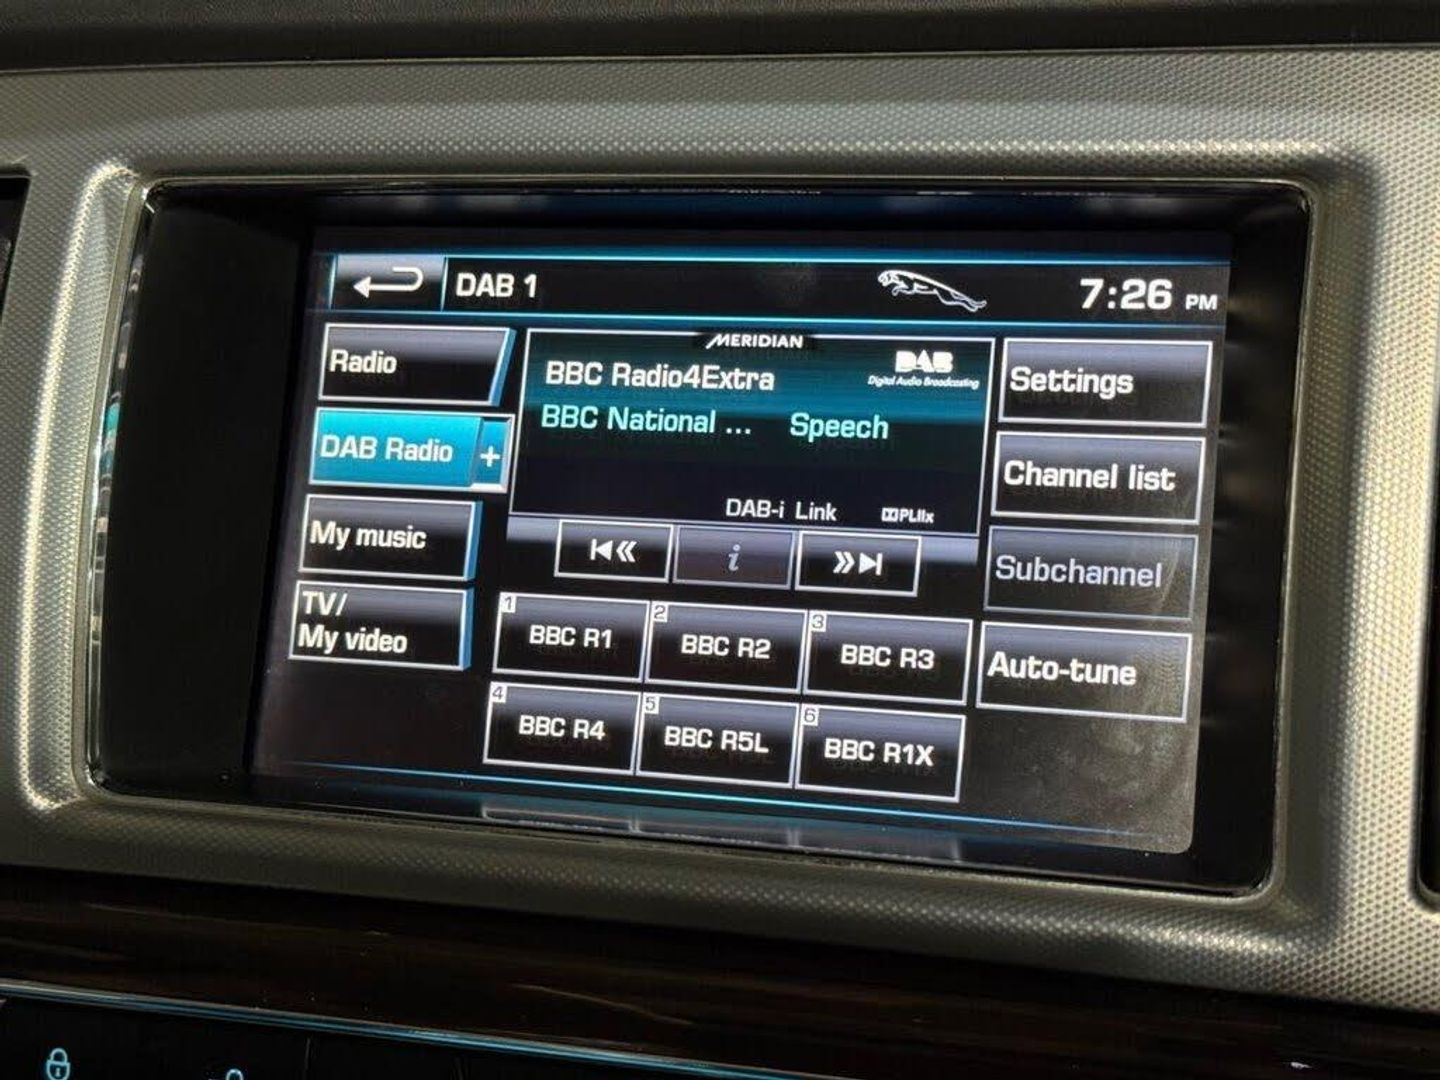 DAB 1
7:26 PM
Radio
DAB Radio +
My music
TV/
My video
MERIDIAN
BBC Radio4Extra
DAB
Digital Audio Broadcasting
BBC National ... Speech
DAB-i Link
PLIIx
i
1 BBC R1
2 BBC R2
3 BBC R3
4 BBC R4
5 BBC R5L
6 BBC R1X
Settings
Channel list
Subchannel
Auto-tune